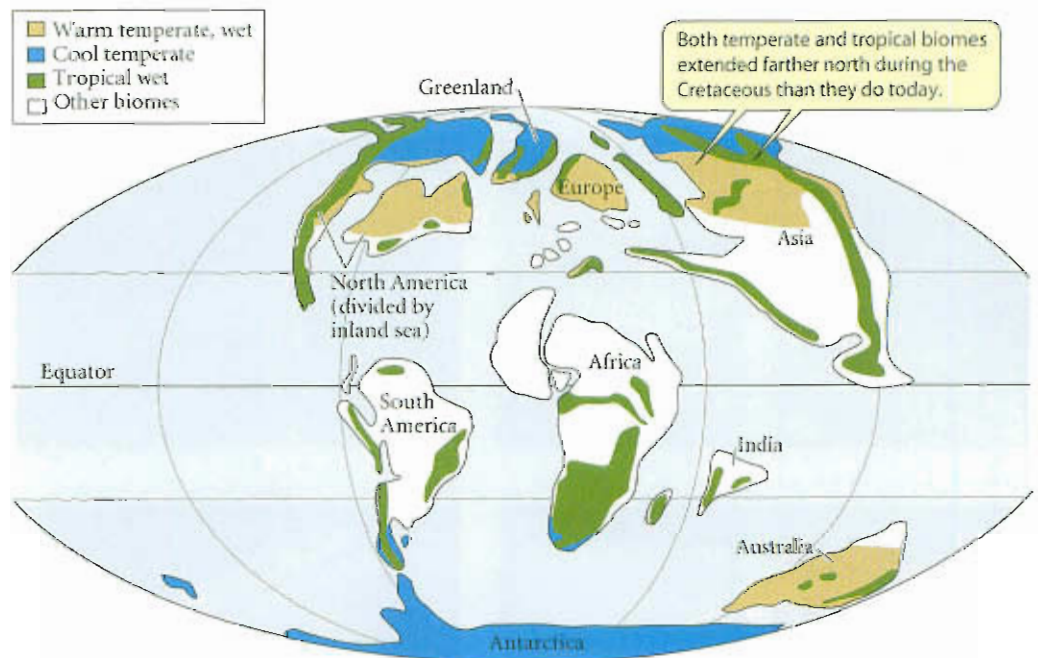 Warm temperate, wet
Cool temperate
Tropical wet
Other biomes
Both temperate and tropical biomes
extended farther north during the
Cretaceous than they do today.
Greenland
Europe
Asia
North America
(divided by
inland sea)
Africa
Equator
South
America
India
Australia
Antarctica